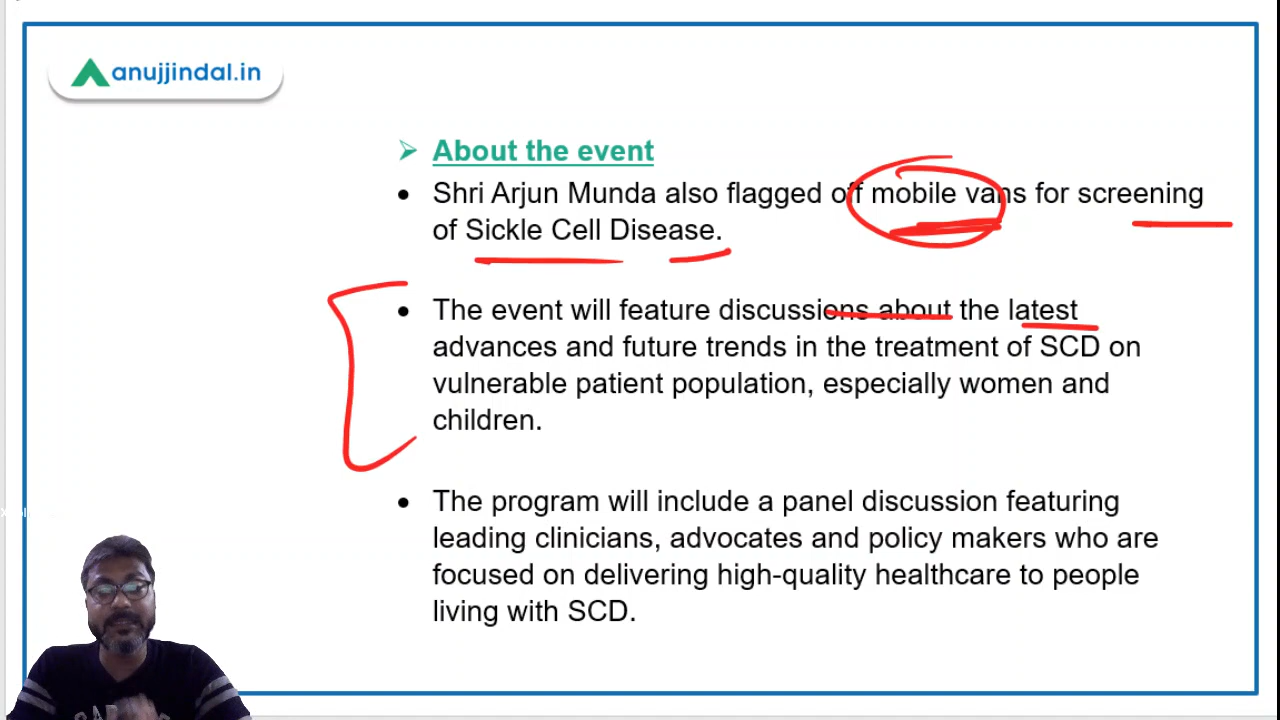 anujjindal.in
About the event
Shri Arjun Munda also flagged off mobile vans for screening
of Sickle Cell Disease.
The event will feature discussions about the latest
advances and future trends in the treatment of SCD on
vulnerable patient population, especially women and
children.
The program will include a panel discussion featuring
leading clinicians, advocates and policy makers who are
focused on delivering high-quality healthcare to people
living with SCD.